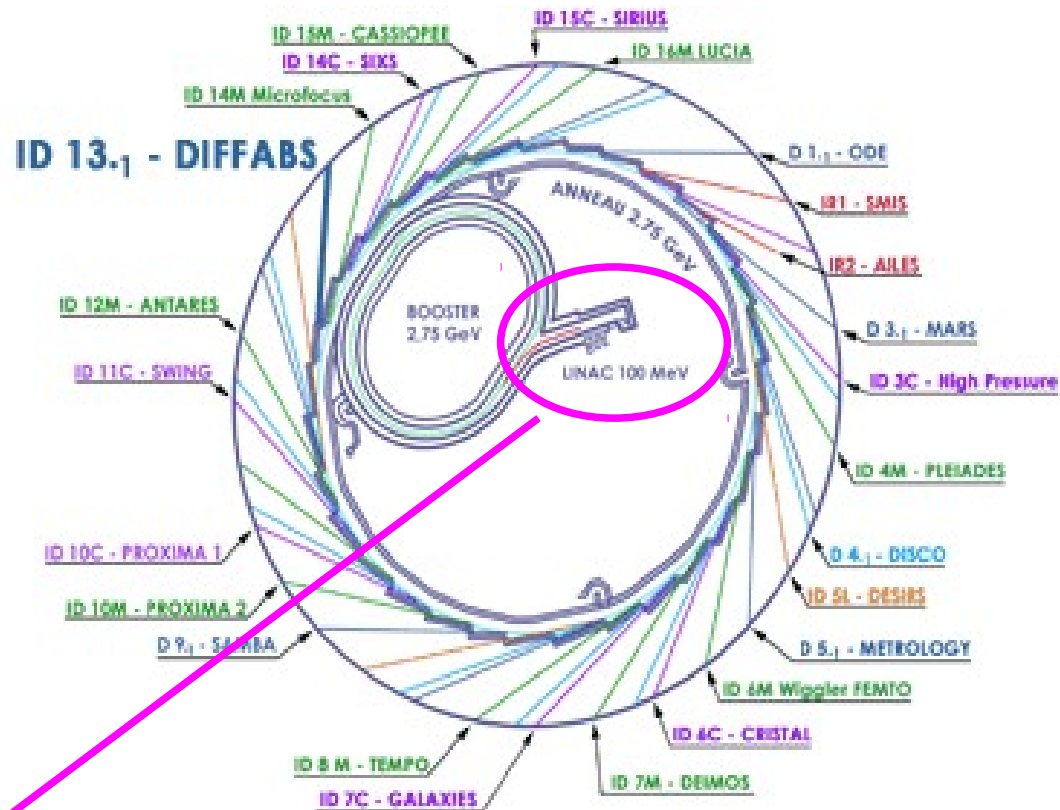 ID 15C - SIRIUS
ID 15M - CASSIOPEE
ID 16M LUCIA
ID 14C - SIXS
ID 14M Microfocus
ID 13.1 - DIFFABS
D 1.1 - ODE
ANNEAU 2,75 GeV
IR1 - SMIS
IR2 - AILES
ID 12M - ANTARES
BOOSTER
2,75 GeV
D 3.1 - MARS
ID 11C - SWING
LINAC 100 MeV
ID 3C - High Pressure
ID 4M - PLEIADES
ID 10C - PROXIMA 1
D 4.1 - DISCO
ID 10M - PROXIMA 2
ID 5L - DESIRS
D 9.1 - SAMBA
D 5.1 - METROLOGY
ID 6M Wiggler FEMTO
ID 6C - CRISTAL
ID 8 M - TEMPO
ID 7M - DEIMOS
ID 7C - GALAXIES